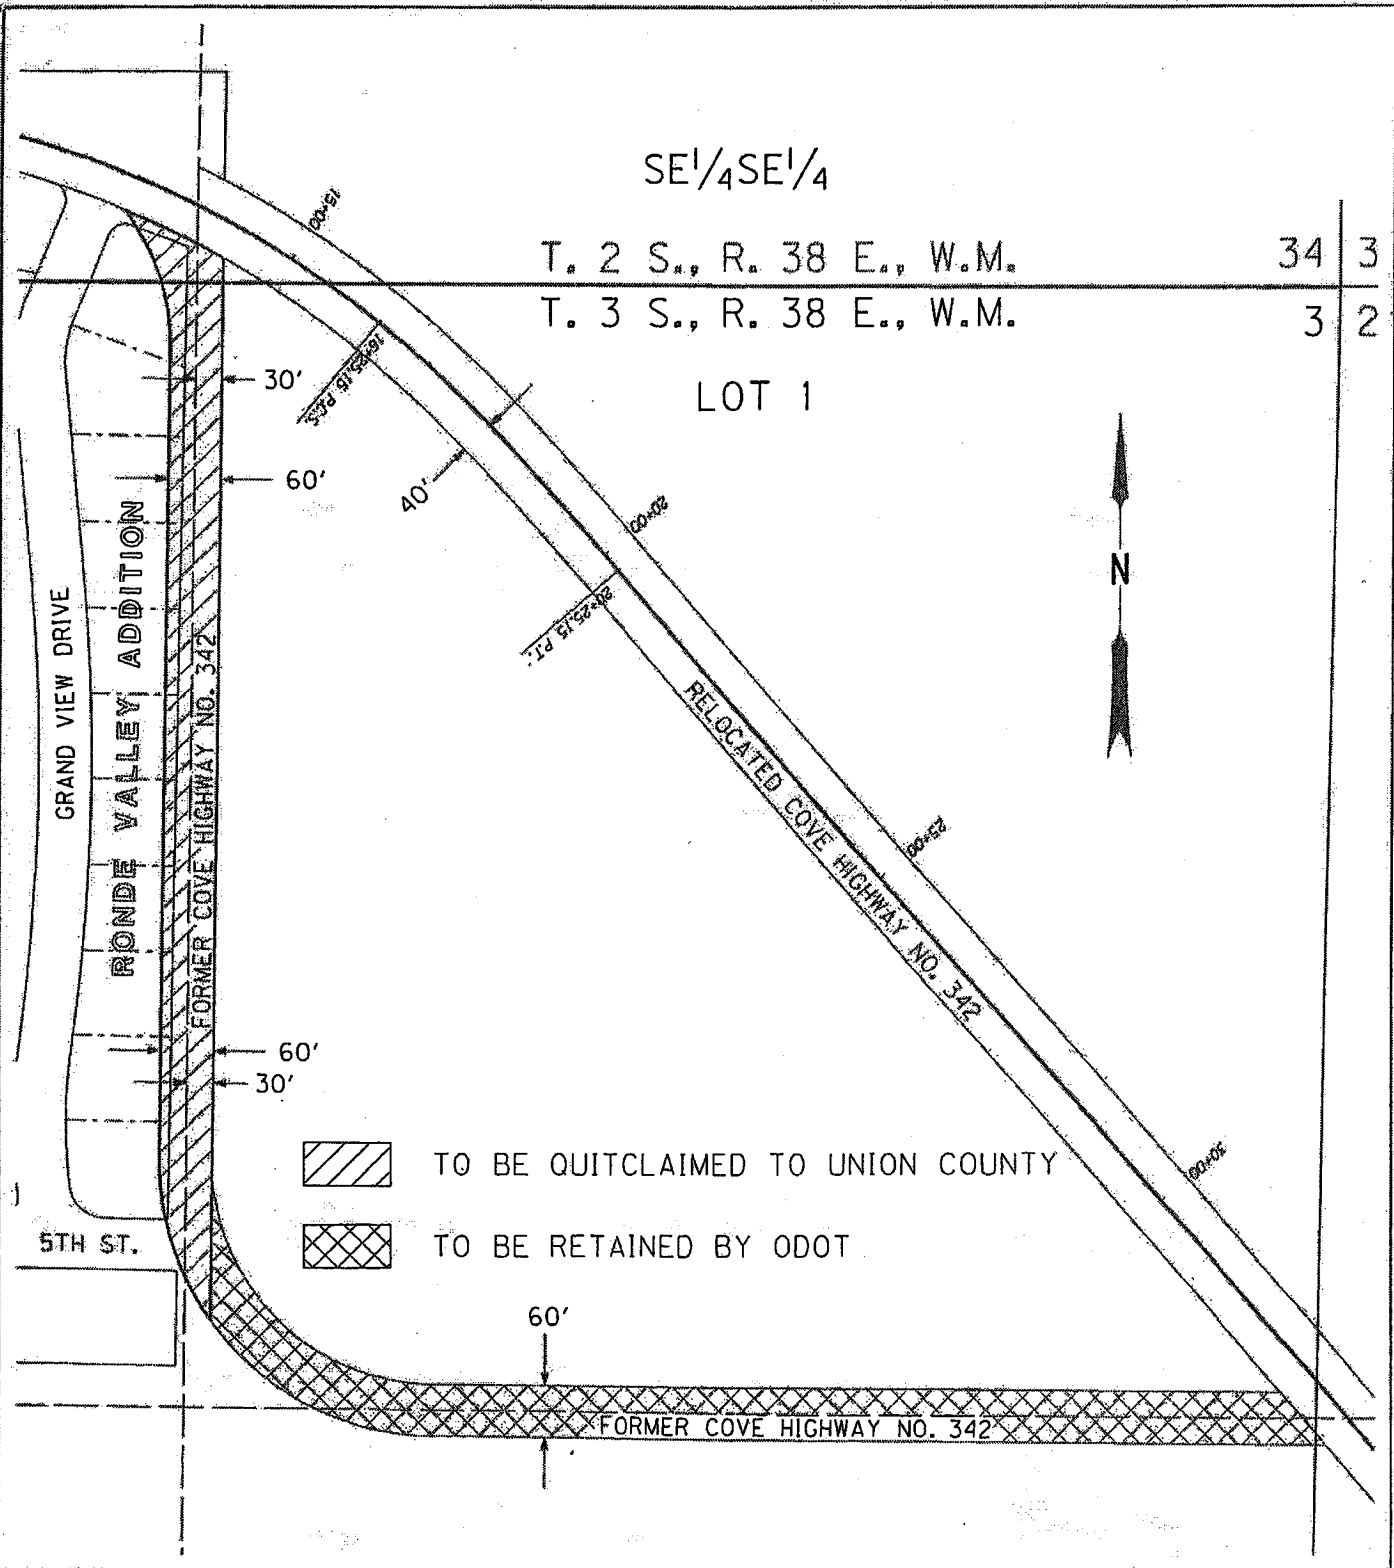 SE1/4SE1/4
15+00
T. 2 S., R. 38 E., W.M.
34 3
T. 3 S., R. 38 E., W.M.
3 2
16+25.15 P.C.S.
30'
LOT 1
60'
40'
20+00
N
20+25.15 P.T.
GRAND VIEW DRIVE
RONDE VALLEY ADDITION
FORMER COVE HIGHWAY NO. 342
RELOCATED COVE HIGHWAY NO. 342
25+00
60'
30'
30+00
TO BE QUITCLAIMED TO UNION COUNTY
5TH ST.
TO BE RETAINED BY ODOT
60'
FORMER COVE HIGHWAY NO. 342